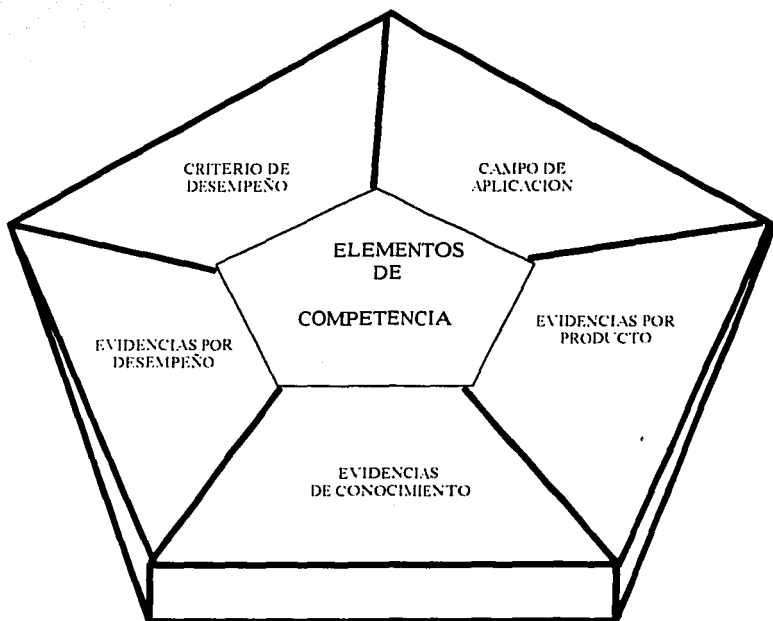 CRITERIO DE
DESEMPEÑO
CAMPO DE
APLICACION
ELEMENTOS
DE
COMPETENCIA
EVIDENCIAS POR
DESEMPEÑO
EVIDENCIAS POR
PRODUCTO
EVIDENCIAS
DE CONOCIMIENTO